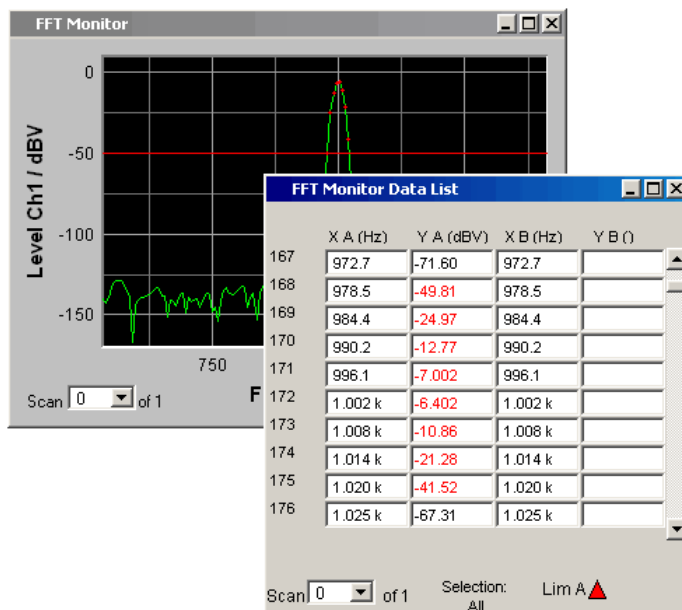 FFT Monitor
Level Ch1 / dBV
0
-50
-100
-150
750
F
Scan 0 of 1
FFT Monitor Data List
X A (Hz) Y A (dBV) X B (Hz) Y B ()
167 972.7 -71.60 972.7
168 978.5 -49.81 978.5
169 984.4 -24.97 984.4
170 990.2 -12.77 990.2
171 996.1 -7.002 996.1
172 1.002 k -6.402 1.002 k
173 1.008 k -10.86 1.008 k
174 1.014 k -21.28 1.014 k
175 1.020 k -41.52 1.020 k
176 1.025 k -67.31 1.025 k
Scan 0 of 1 Selection: All Lim A